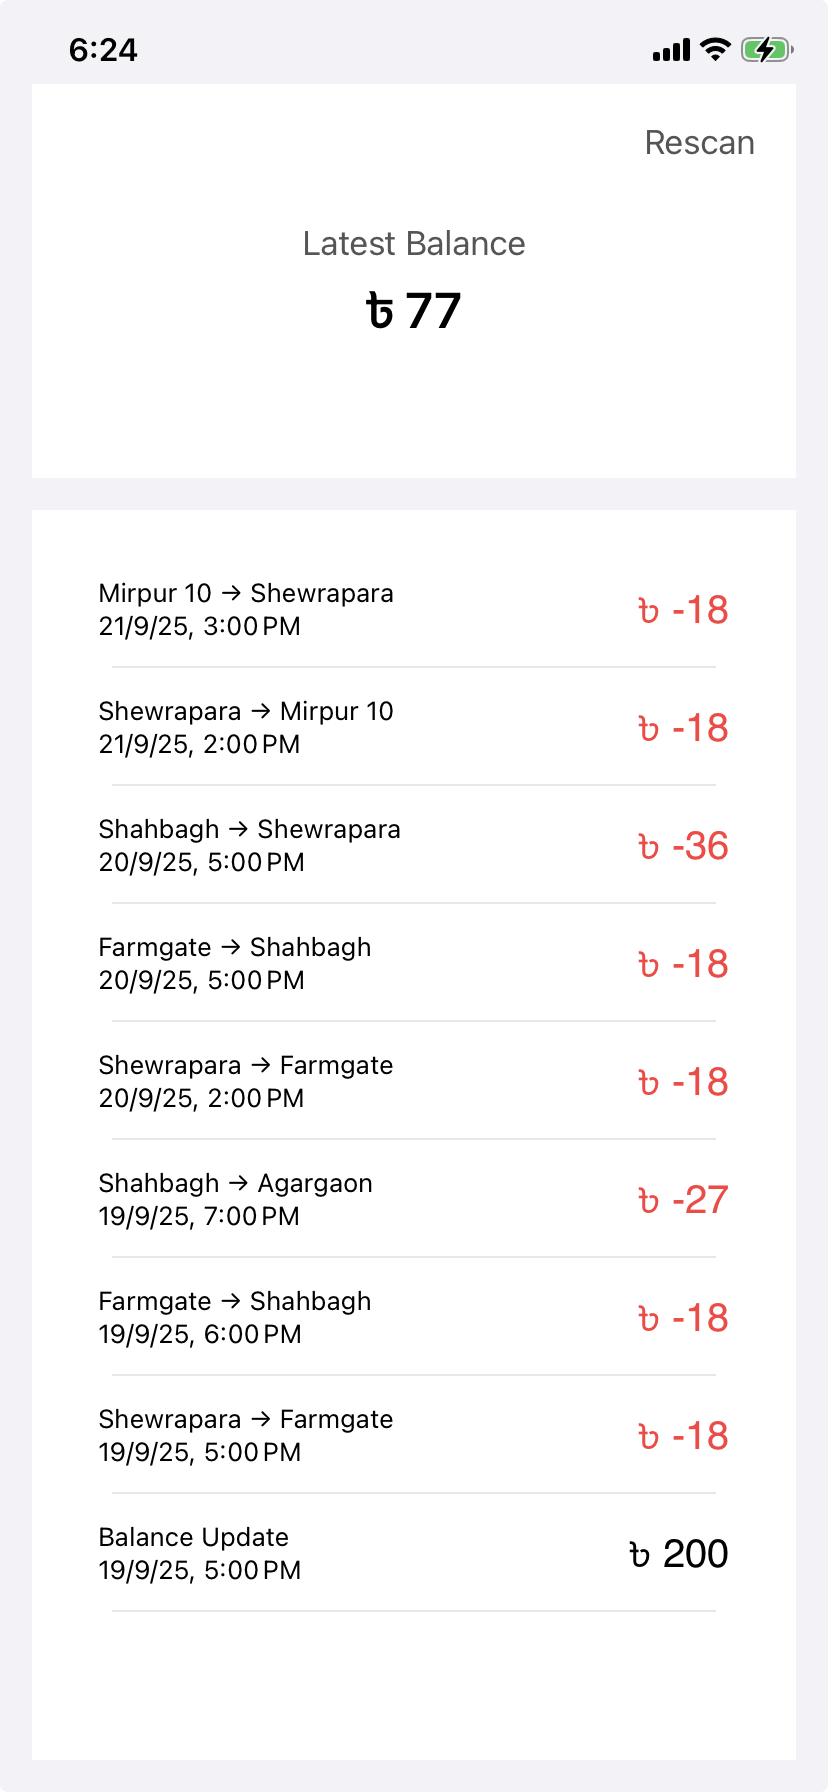 6:24
Rescan
Latest Balance
৳ 77
Mirpur 10 → Shewrapara
21/9/25, 3:00 PM
৳ -18
Shewrapara → Mirpur 10
21/9/25, 2:00 PM
৳ -18
Shahbagh → Shewrapara
20/9/25, 5:00 PM
৳ -36
Farmgate → Shahbagh
20/9/25, 5:00 PM
৳ -18
Shewrapara → Farmgate
20/9/25, 2:00 PM
৳ -18
Shahbagh → Agargaon
19/9/25, 7:00 PM
৳ -27
Farmgate → Shahbagh
19/9/25, 6:00 PM
৳ -18
Shewrapara → Farmgate
19/9/25, 5:00 PM
৳ -18
Balance Update
19/9/25, 5:00 PM
৳ 200